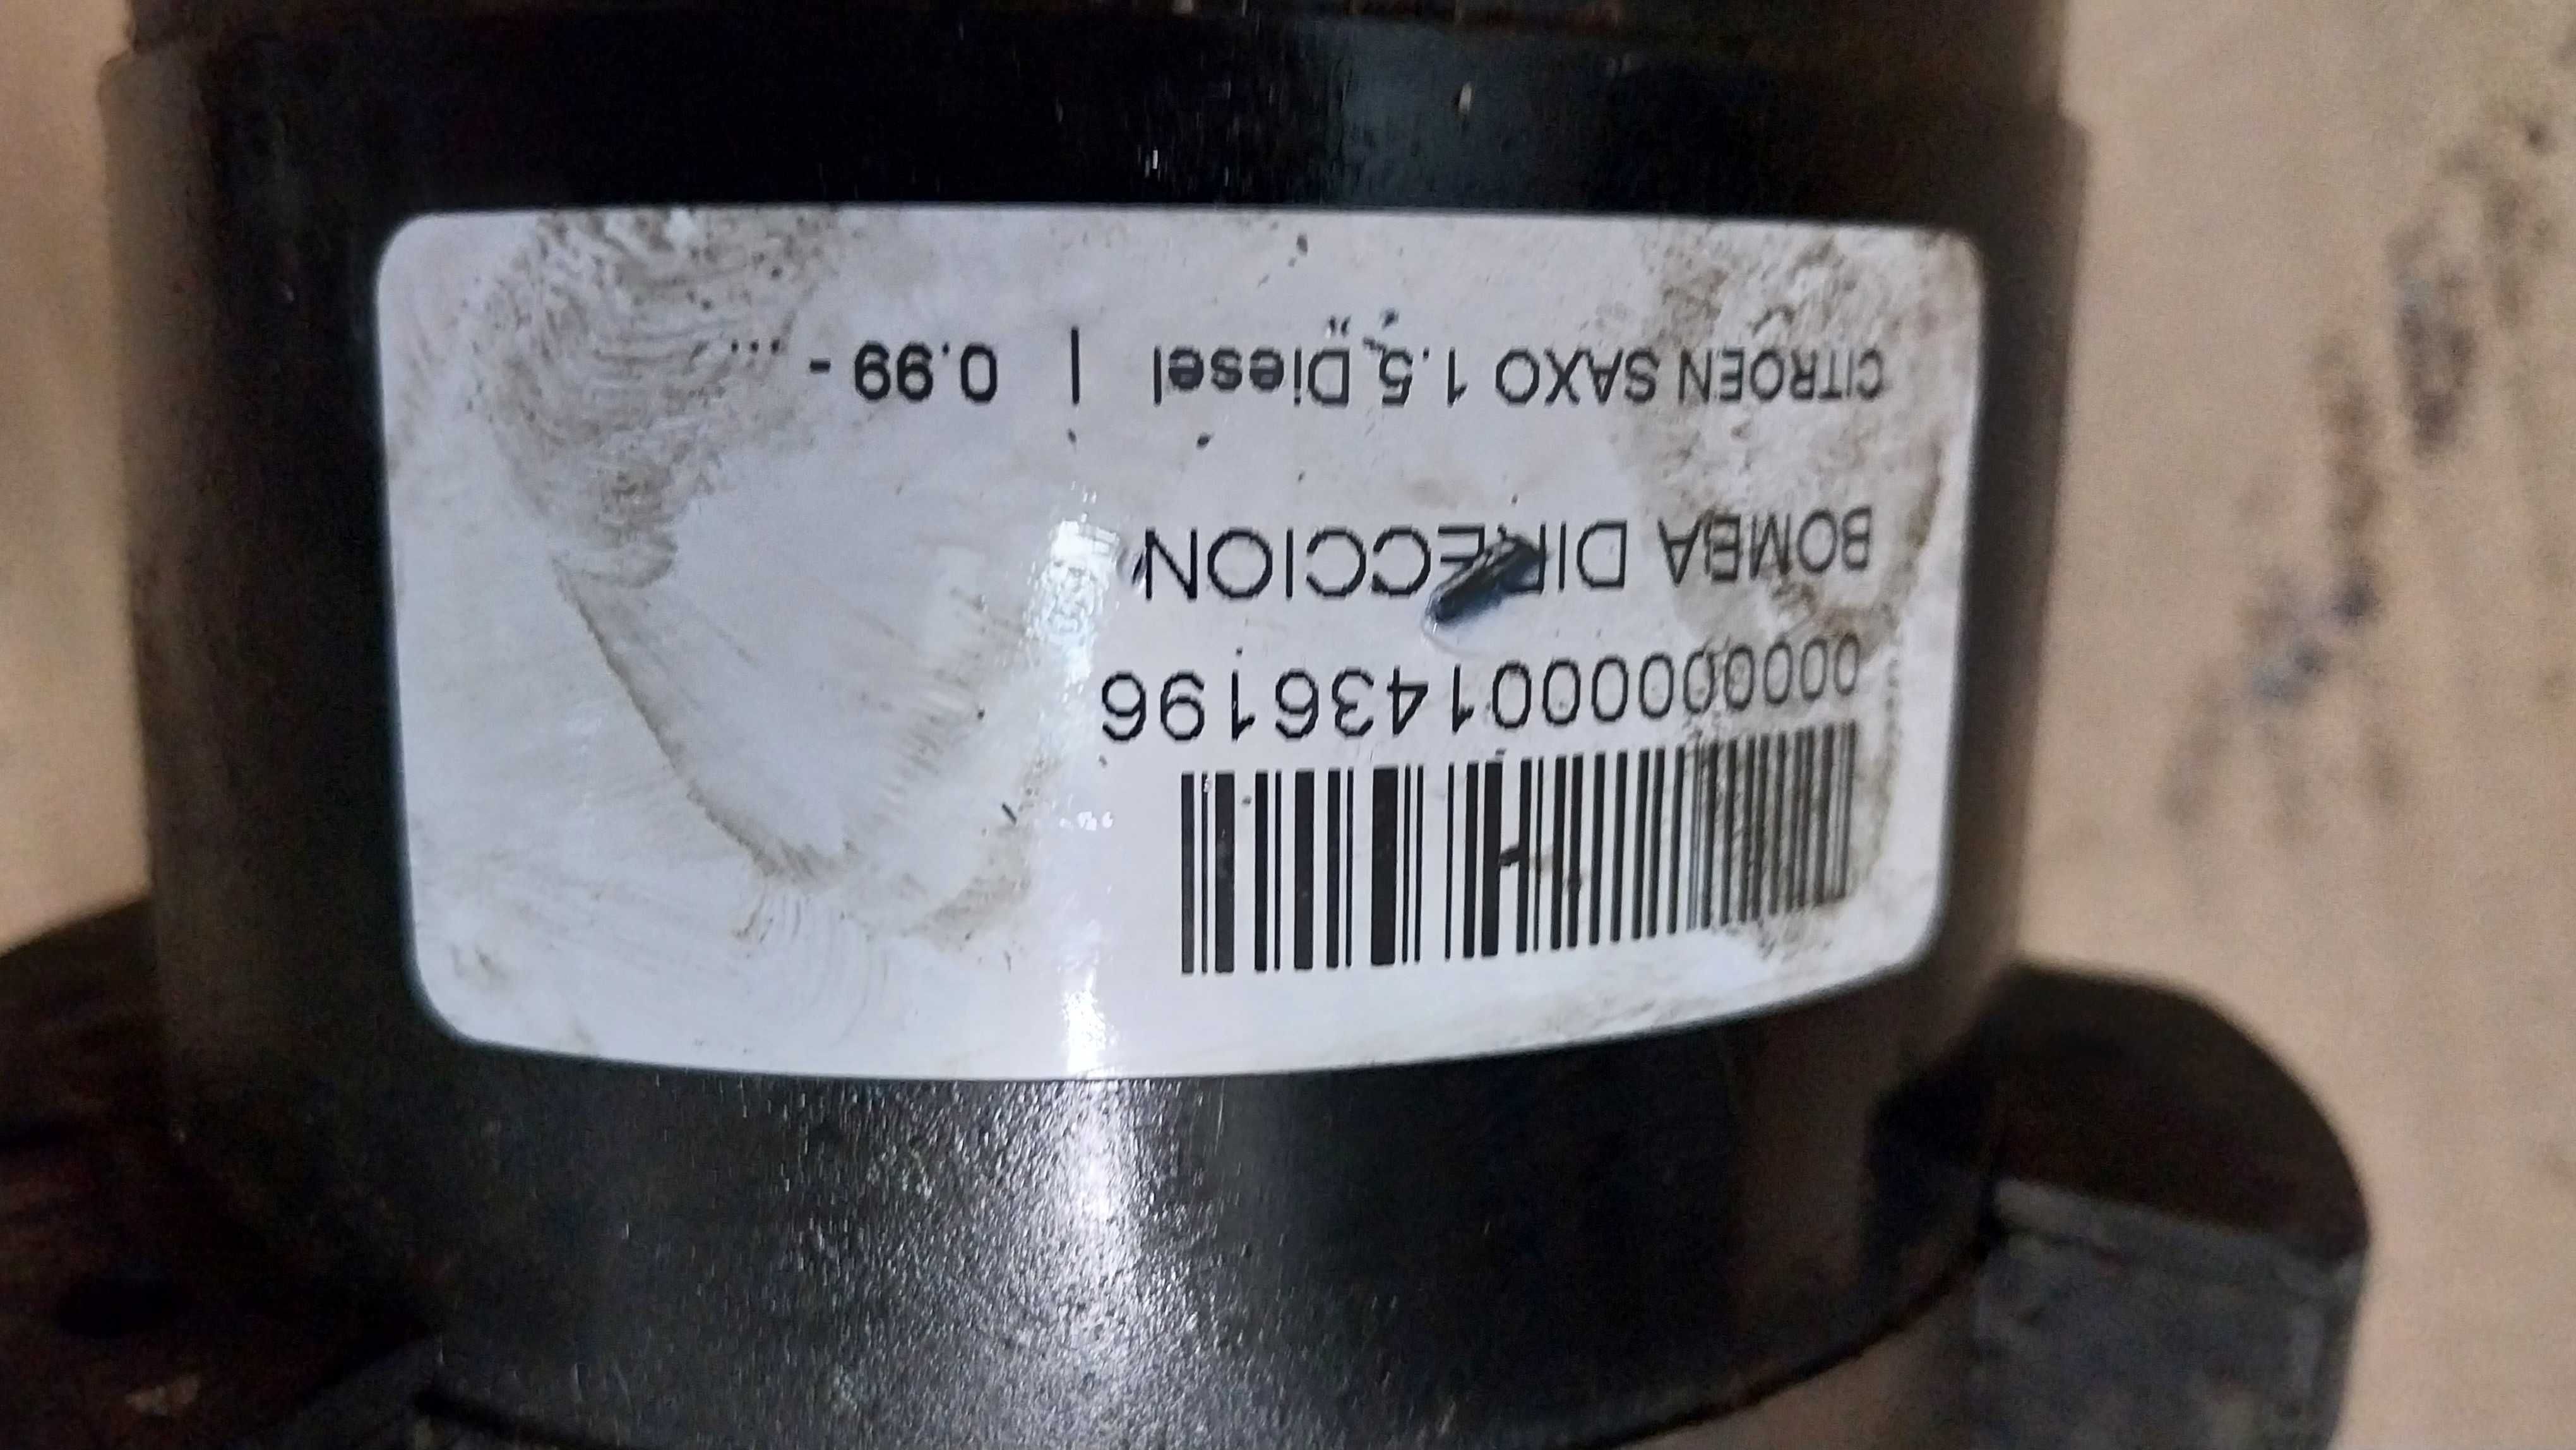 0000000001436196
BOMBA DIRECCION
CITROEN SAXO 1.5 Diesel | 0.99 - ...